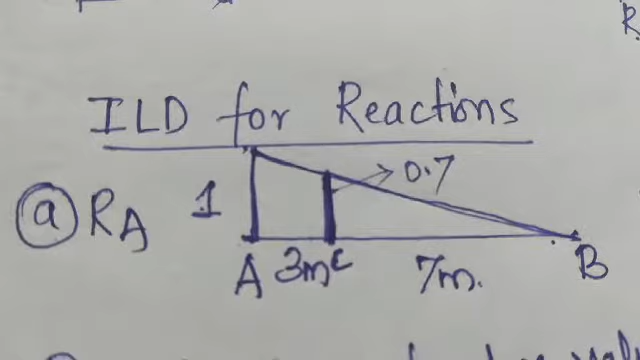 ILD for Reactions
ⓐ RA 1 0.7
A 3m C 7m. B